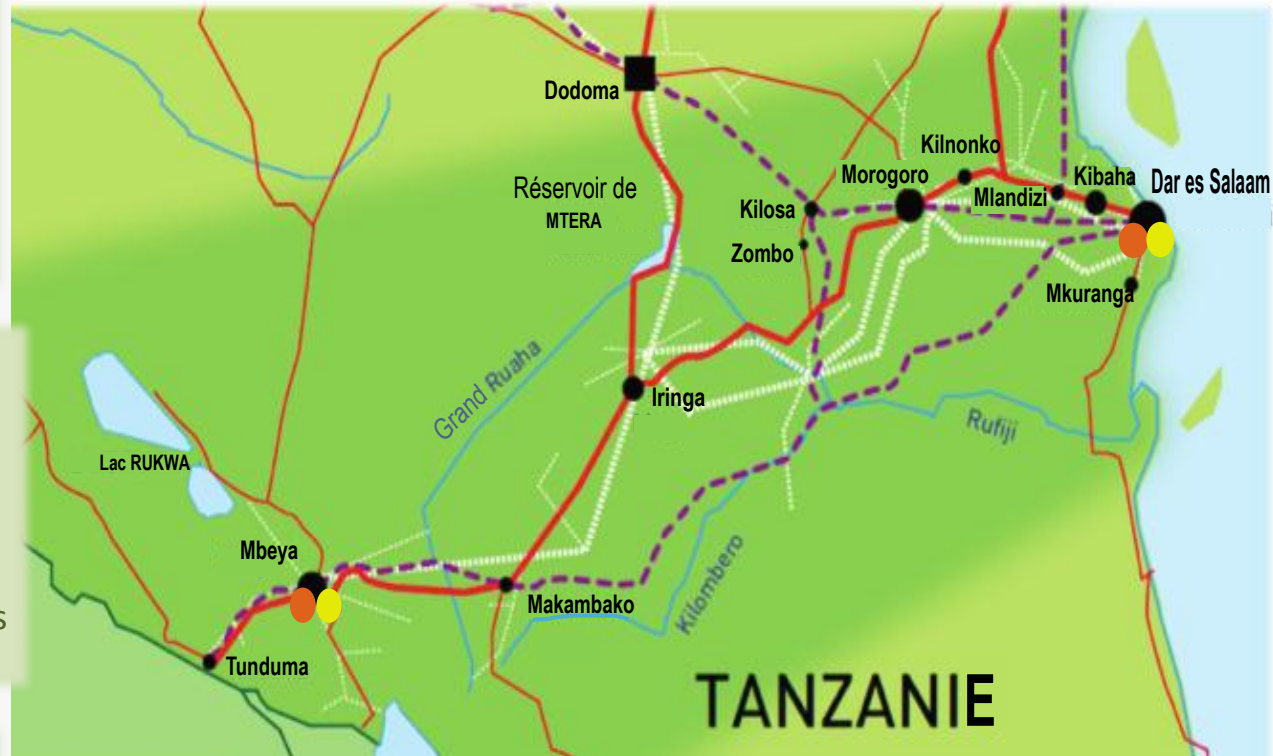 Dodoma
Kilnonko
Morogoro
Kibaha
Dar es Salaam
Réservoir de
MTERA
Kilosa
Mlandizi
Zombo
Mkuranga
Grand Ruaha
Iringa
Rufiji
Lac RUKWA
Mbeya
Kilombero
Makambako
s
Tunduma
TANZANIE